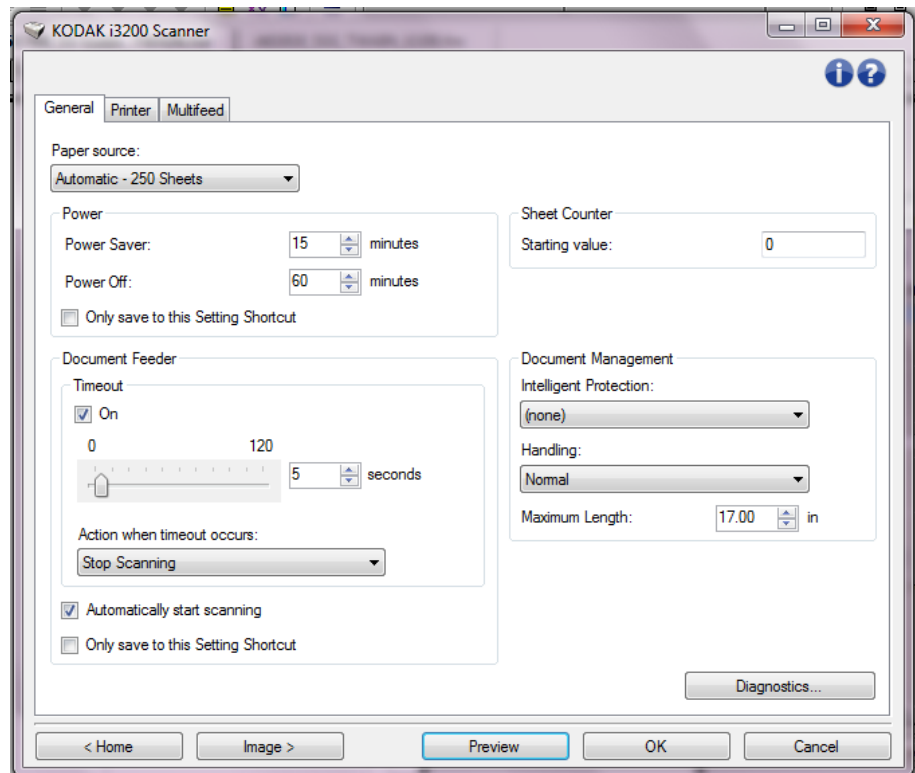 KODAK i3200 Scanner
General Printer Multifeed
Paper source:
Automatic - 250 Sheets
Power
Power Saver: 15 minutes
Power Off: 60 minutes
Only save to this Setting Shortcut
Sheet Counter
Starting value: 0
Document Feeder
Timeout
On
0 120
5 seconds
Action when timeout occurs:
Stop Scanning
Automatically start scanning
Only save to this Setting Shortcut
Document Management
Intelligent Protection:
(none)
Handling:
Normal
Maximum Length: 17.00 in
Diagnostics...
< Home Image > Preview OK Cancel